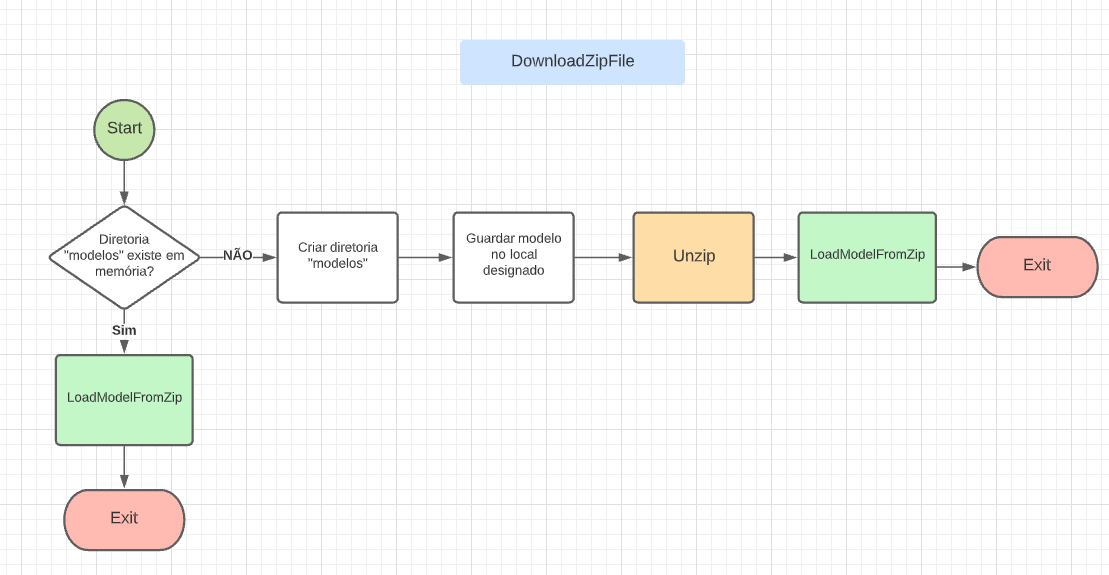 DownloadZipFile
Start
Diretoria
"modelos" existe em
memória?
NÃO
Criar diretoria
"modelos"
Guardar modelo
no local
designado
Unzip
LoadModelFromZip
Exit
Sim
LoadModelFromZip
Exit